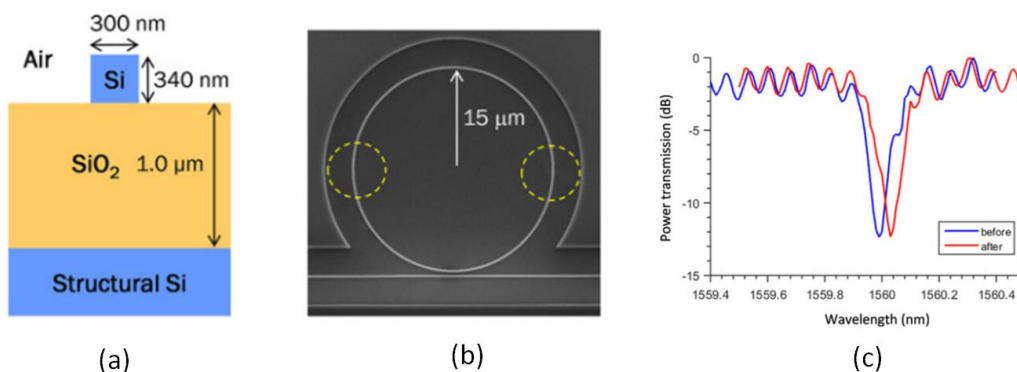 300 nm
Air
Si
340 nm
SiO₂
1.0 µm
Structural Si
(a)
15 µm
(b)
Power transmission (dB)
0
-5
-10
-15
before
after
1559.4 1559.6 1559.8 1560 1560.2 1560.4
Wavelength (nm)
(c)